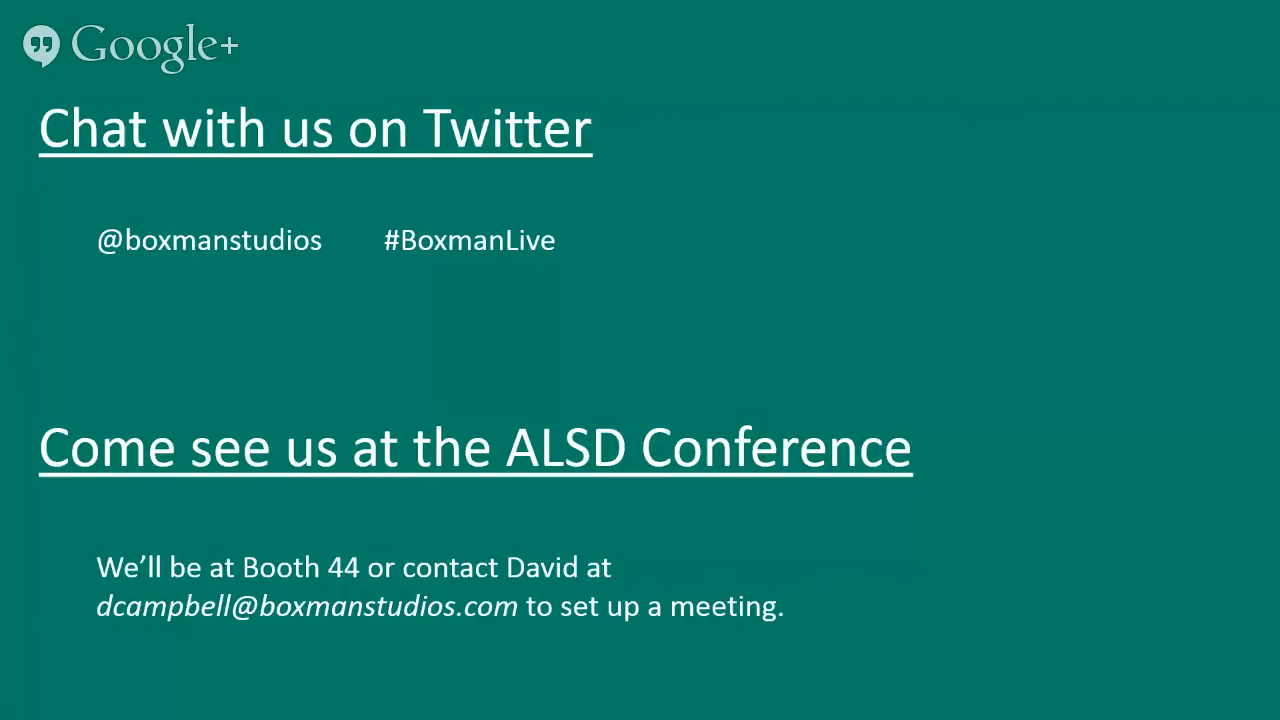 Google+
Chat with us on Twitter
@boxmanstudios #BoxmanLive
Come see us at the ALSD Conference
We’ll be at Booth 44 or contact David at
dcampbell@boxmanstudios.com to set up a meeting.